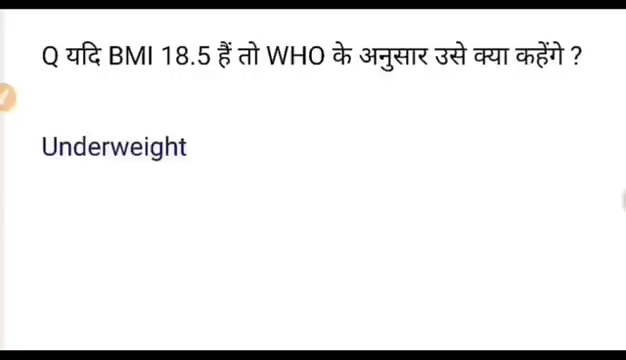 Q यदि BMI 18.5 हैं तो WHO के अनुसार उसे क्या कहेंगे ?
Underweight